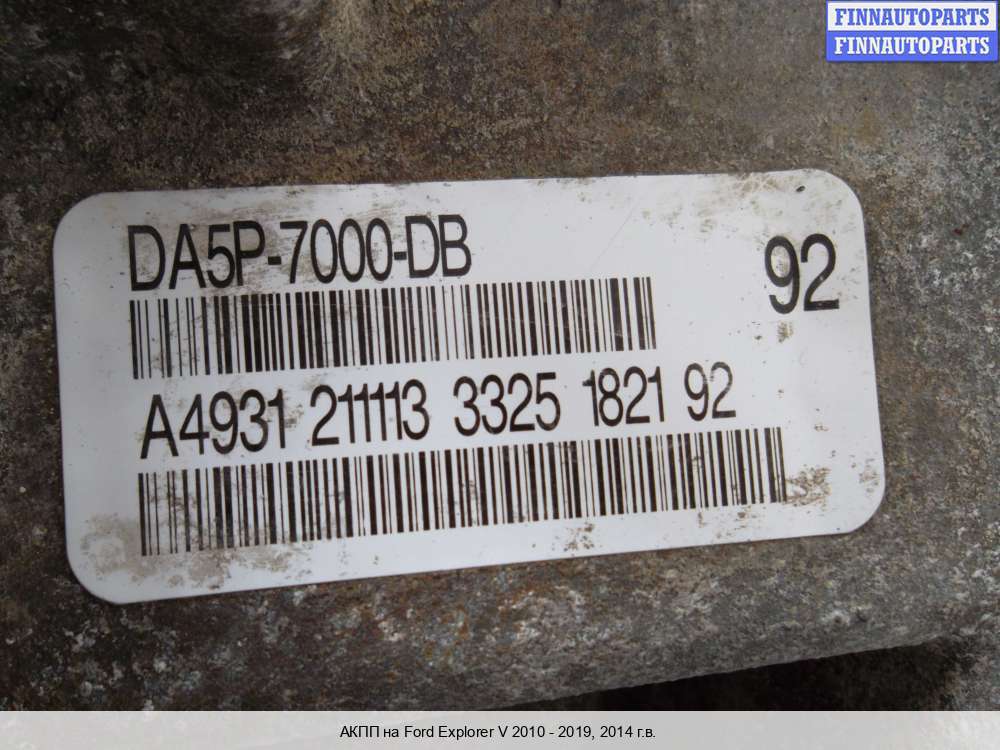 FINNAUTOPARTS
FINNAUTOPARTS
DA5P-7000-DB
92
A4931 211113 3325 1821 92
АКПП на Ford Explorer V 2010 - 2019, 2014 г.в.